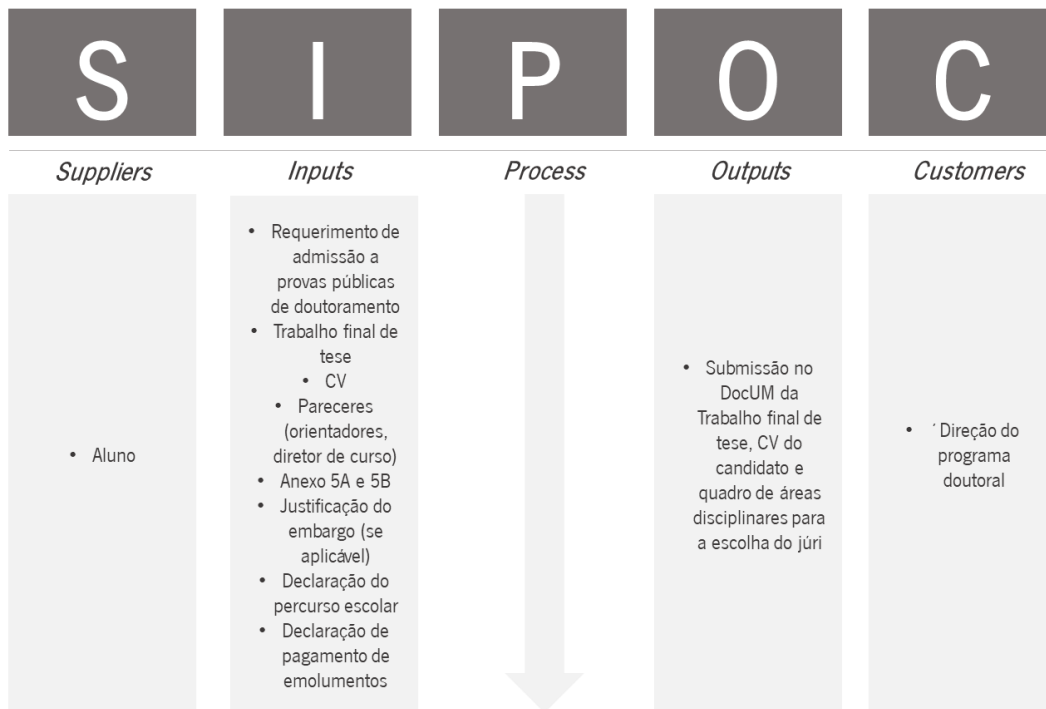 S
I
P
O
C
Suppliers
Inputs
Process
Outputs
Customers
• Aluno
• Requerimento de
admissão a
provas públicas
de doutoramento
• Trabalho final de
tese
• CV
• Pareceres
(orientadores,
diretor de curso)
• Anexo 5A e 5B
• Justificação do
embargo (se
aplicável)
• Declaração do
percurso escolar
• Declaração de
pagamento de
emolumentos
• Submissão no
DocUM da
Trabalho final de
tese, CV do
candidato e
quadro de áreas
disciplinares para
a escolha do júri
• ´Direção do
programa
doutoral